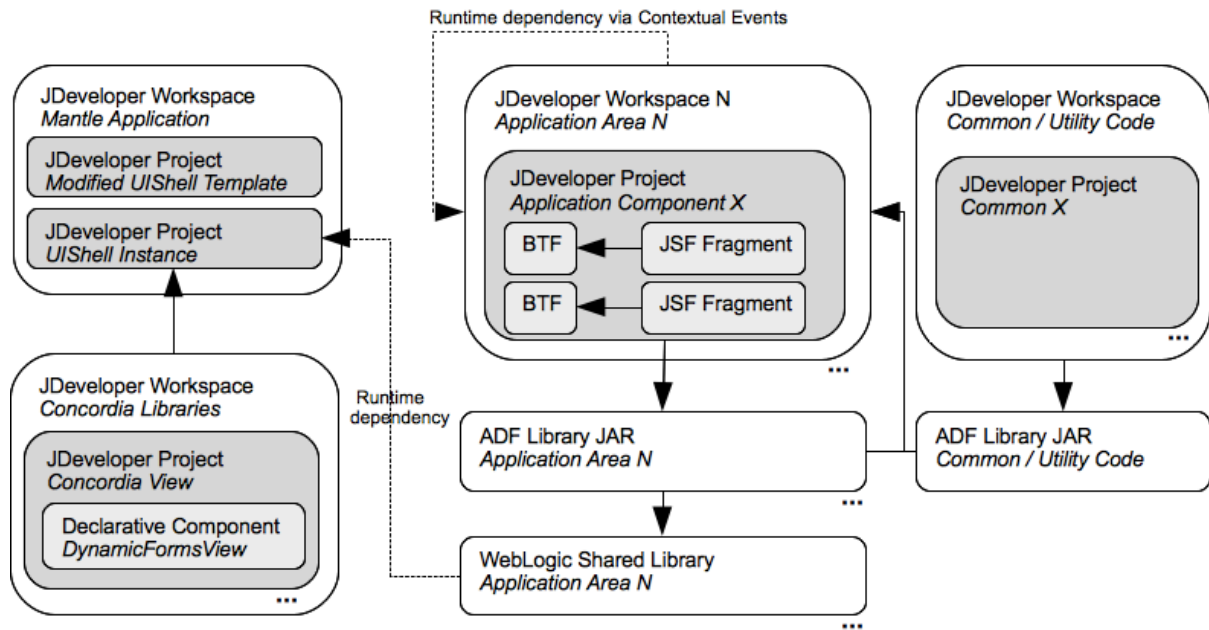 Runtime dependency via Contextual Events
JDeveloper Workspace
Mantle Application
JDeveloper Project
Modified UIShell Template
JDeveloper Project
UIShell Instance
JDeveloper Workspace
Concordia Libraries
JDeveloper Project
Concordia View
Declarative Component
DynamicFormsView
...
Runtime
dependency
JDeveloper Workspace N
Application Area N
JDeveloper Project
Application Component X
BTF
JSF Fragment
BTF
JSF Fragment
...
ADF Library JAR
Application Area N
...
WebLogic Shared Library
Application Area N
...
JDeveloper Workspace
Common / Utility Code
JDeveloper Project
Common X
...
ADF Library JAR
Common / Utility Code